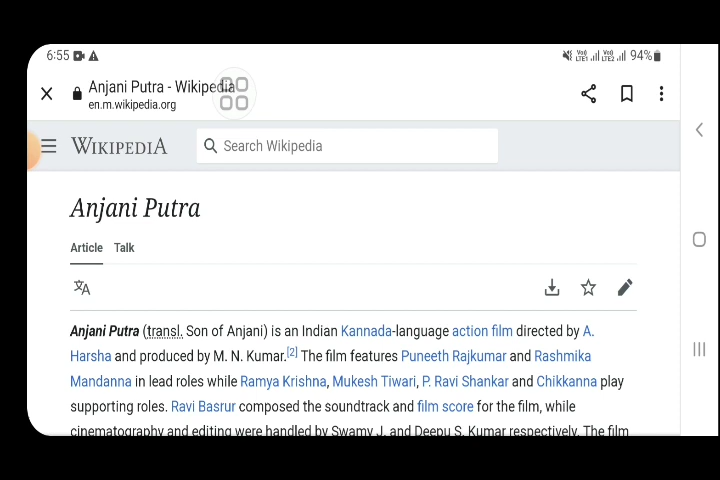 6:55 94%
Anjani Putra - Wikipedia
en.m.wikipedia.org
WIKIPEDIA Search Wikipedia
Anjani Putra
Article Talk
Anjani Putra (transl. Son of Anjani) is an Indian Kannada-language action film directed by A.
Harsha and produced by M. N. Kumar.[2] The film features Puneeth Rajkumar and Rashmika
Mandanna in lead roles while Ramya Krishna, Mukesh Tiwari, P. Ravi Shankar and Chikkanna play
supporting roles. Ravi Basrur composed the soundtrack and film score for the film, while
cinematography and editing were handled by Swamy J. and Deepu S. Kumar respectively. The film